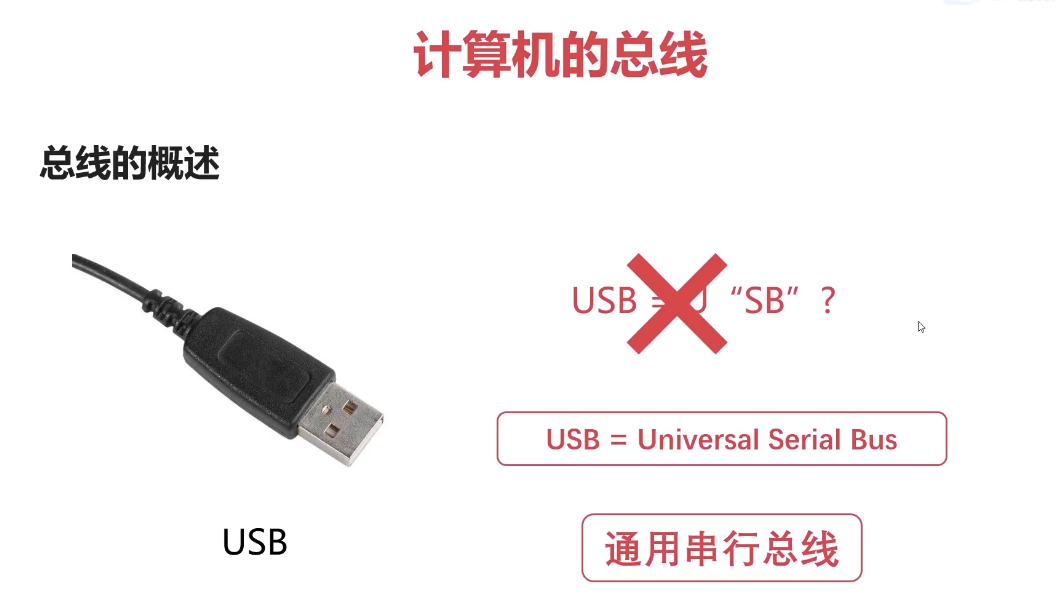 计算机的总线
总线的概述
USB = U “SB” ?
USB = Universal Serial Bus
USB
通用串行总线